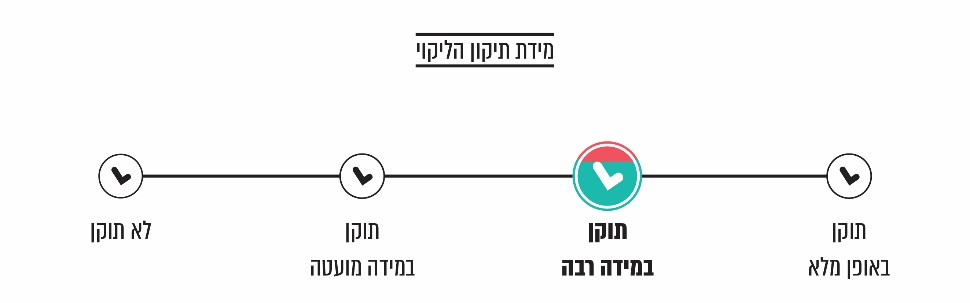 מידת תיקון הליקוי
תוקן
באופן מלא
תוקן
במידה רבה
תוקן
במידה מועטה
לא תוקן